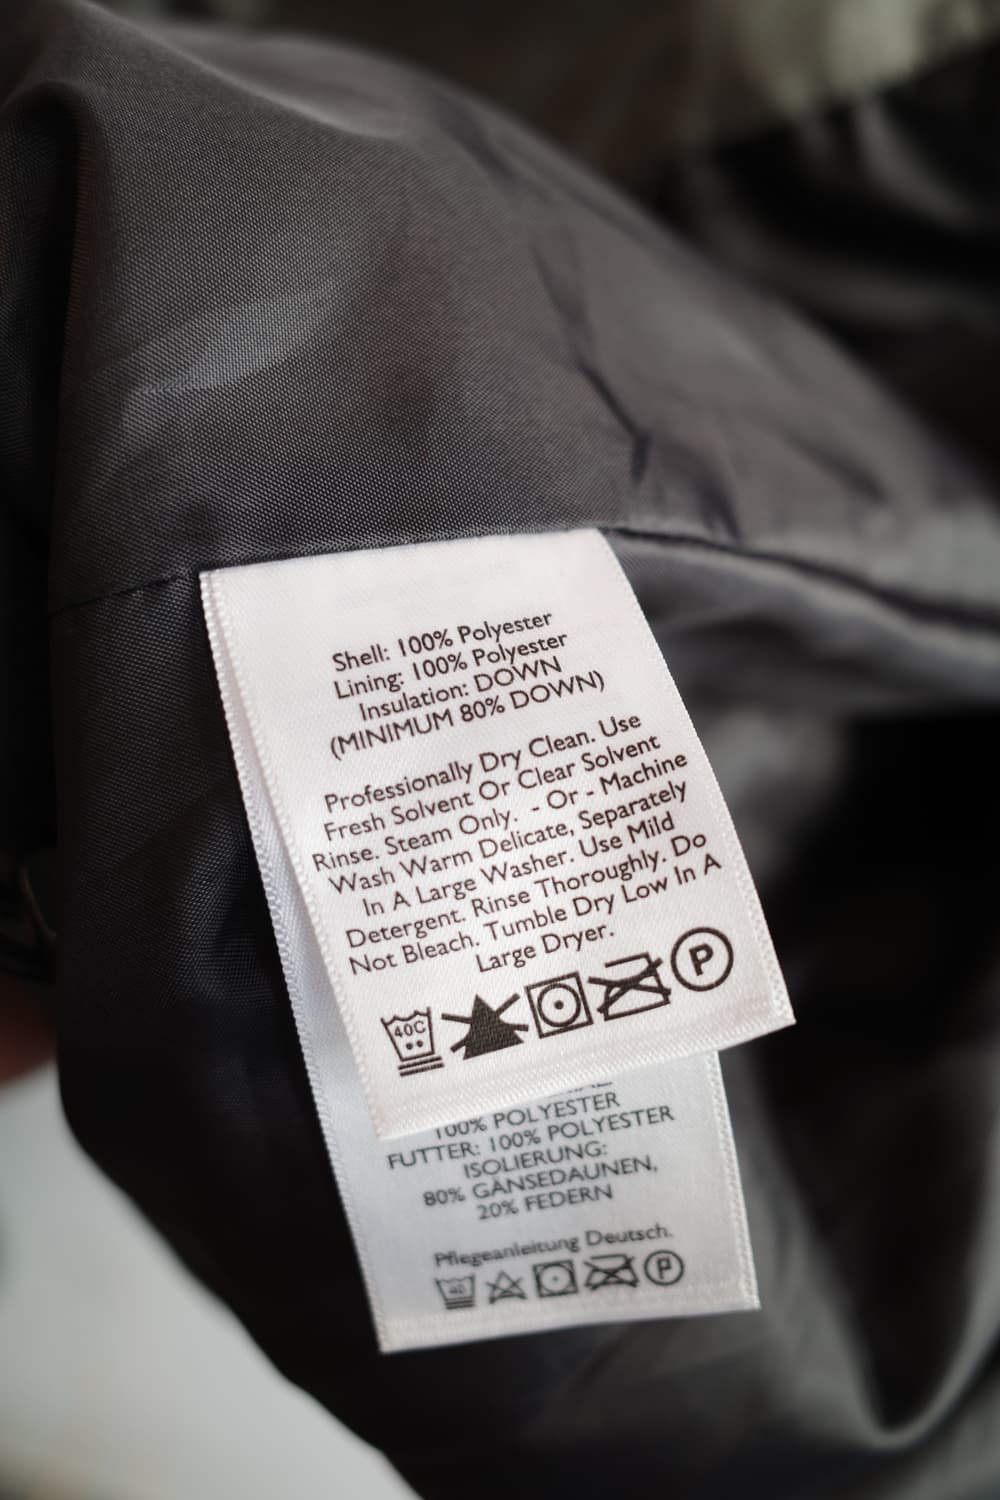 Shell: 100% Polyester
Lining: 100% Polyester
Insulation: DOWN
(MINIMUM 80% DOWN)
Professionally Dry Clean. Use
Fresh Solvent Or Clear Solvent
Rinse. Steam Only. - Or - Machine
Wash Warm Delicate, Separately
In A Large Washer. Use Mild
Detergent. Rinse Thoroughly. Do
Not Bleach. Tumble Dry Low In A
Large Dryer.
40C
P
100% POLYESTER
FUTTER: 100% POLYESTER
ISOLIERUNG:
80% GÄNSEDAUNEN,
20% FEDERN
Pflegeanleitung Deutsch.
40
P